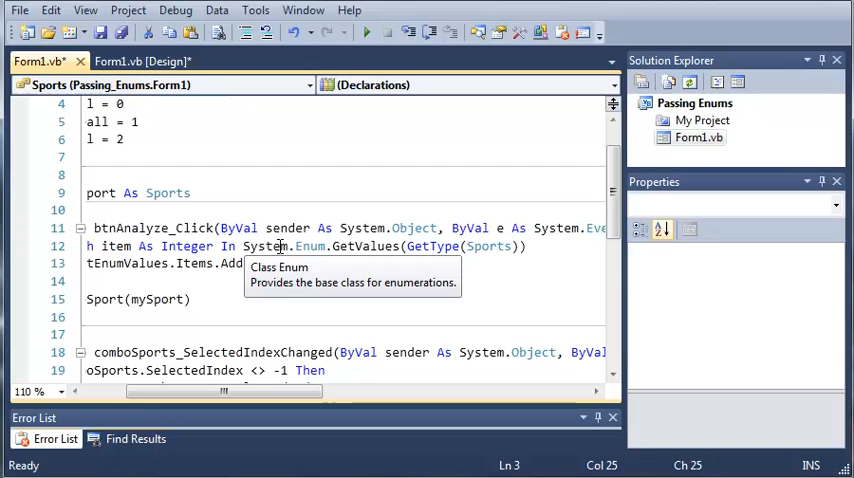 File Edit View Project Debug Data Tools Window Help
Form1.vb* Form1.vb [Design]*
Solution Explorer
Sports (Passing_Enums.Form1) (Declarations)
Passing Enums
My Project
Form1.vb
4 l = 0
5 all = 1
6 l = 2
7
8
9 port As Sports
10
11 btnAnalyze_Click(ByVal sender As System.Object, ByVal e As System.Eve
12 h item As Integer In System.Enum.GetValues(GetType(Sports))
13 tEnumValues.Items.Add
Class Enum
Provides the base class for enumerations.
14
15 Sport(mySport)
16
17
18 comboSports_SelectedIndexChanged(ByVal sender As System.Object, ByVal
19 oSports.SelectedIndex <> -1 Then
110 %
Properties
Error List
Error List Find Results
Ready Ln 3 Col 25 Ch 25 INS